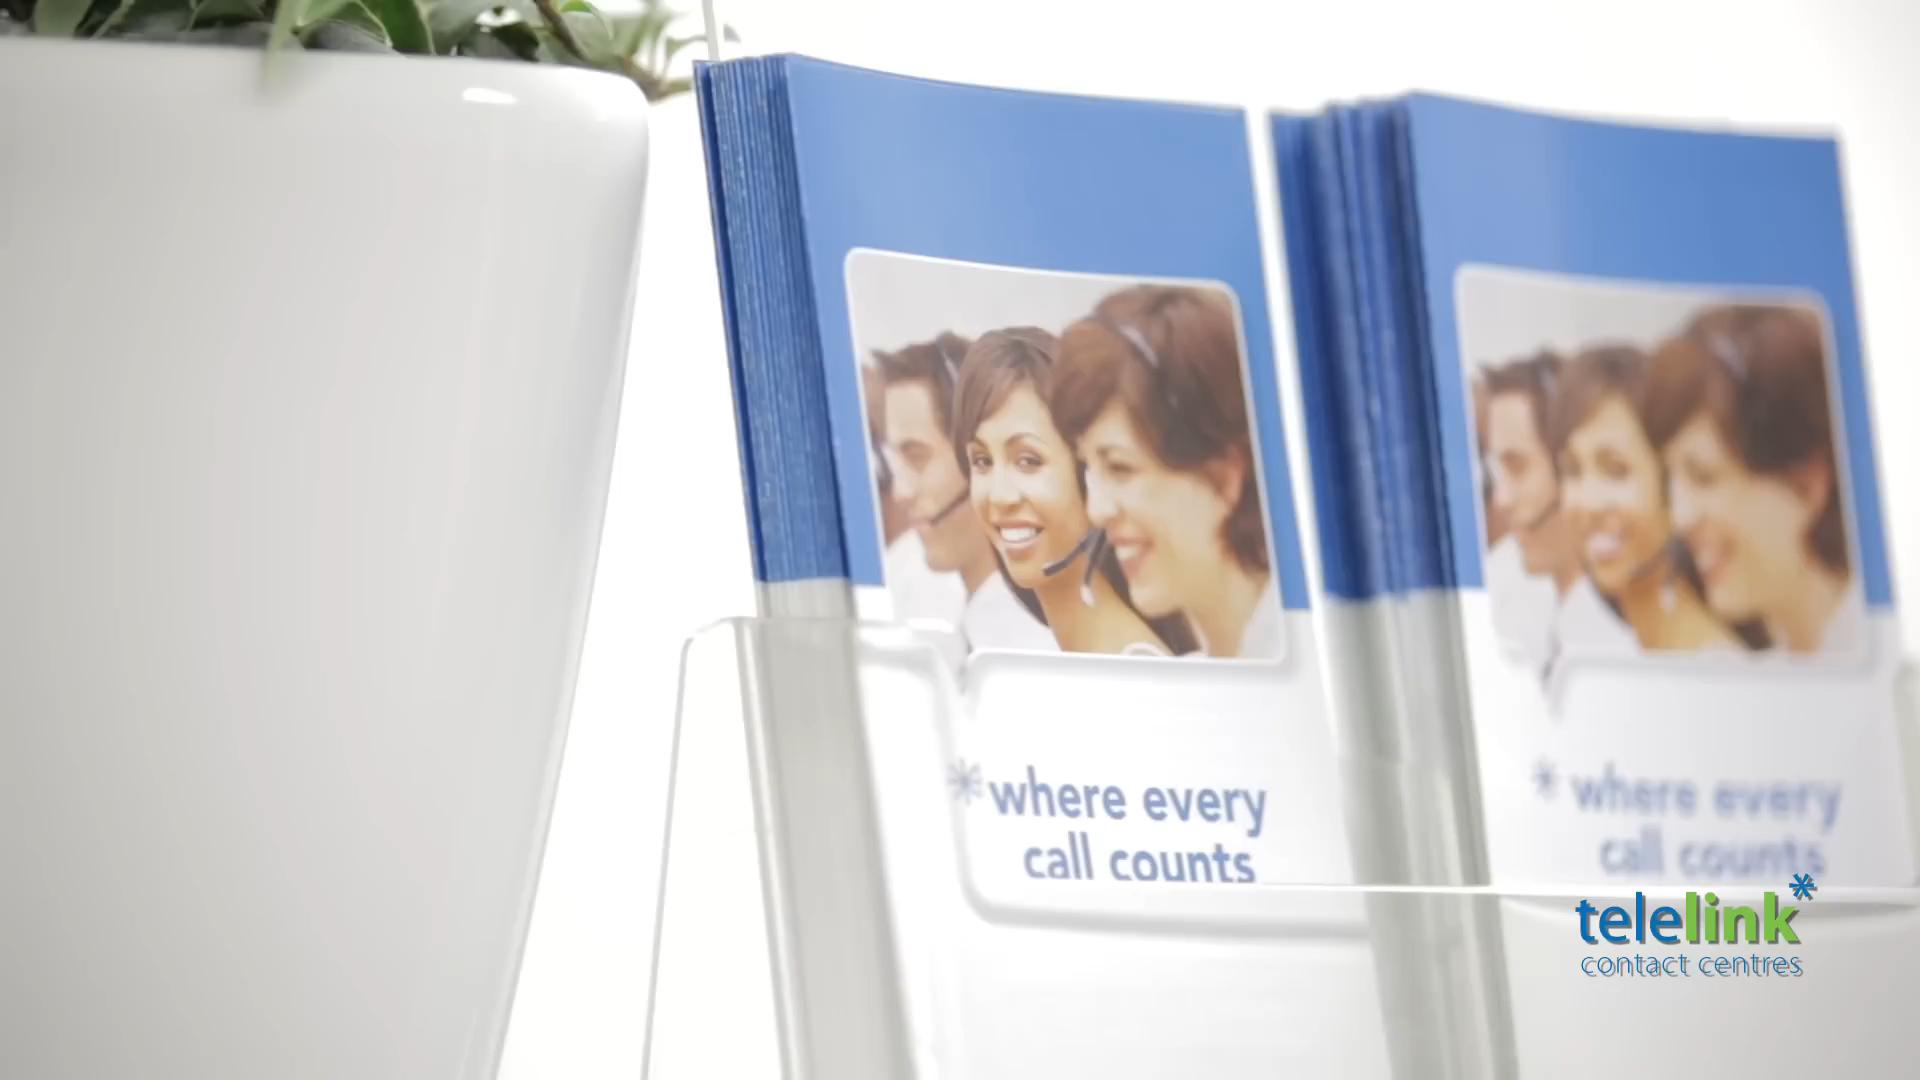 *where every
call counts
* where every
call counts
telelink*
contact centres